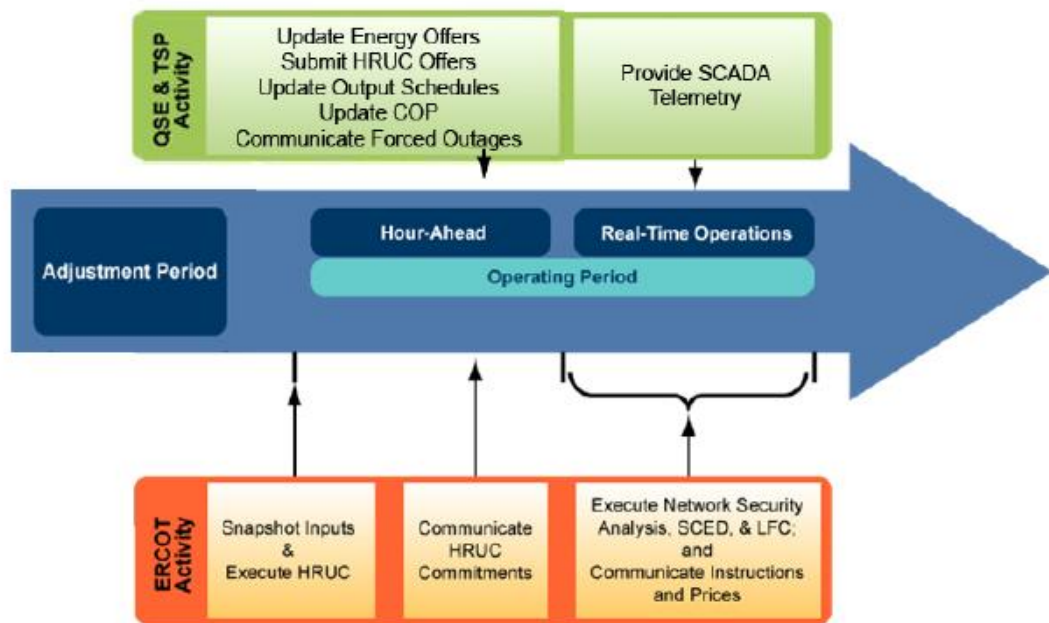 QSE & TSP
Activity
Update Energy Offers
Submit HRUC Offers
Update Output Schedules
Update COP
Communicate Forced Outages
Provide SCADA
Telemetry
Adjustment Period
Hour-Ahead
Real-Time Operations
Operating Period
ERCOT
Activity
Snapshot Inputs
&
Execute HRUC
Communicate
HRUC
Commitments
Execute Network Security
Analysis, SCED, & LFC;
and
Communicate Instructions
and Prices